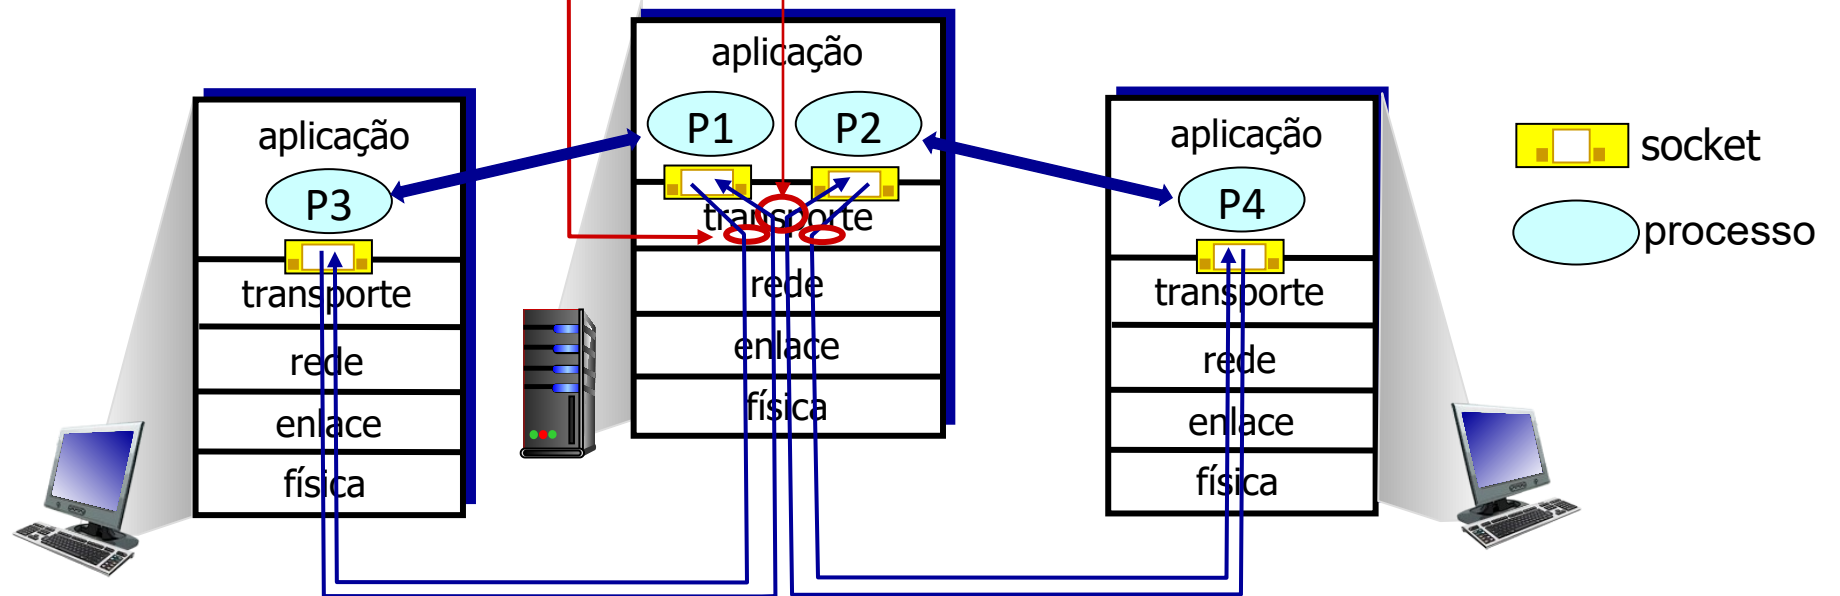 aplicação
P3
transporte
rede
enlace
física
aplicação
P1
P2
transporte
rede
enlace
física
aplicação
P4
transporte
rede
enlace
física
socket
processo